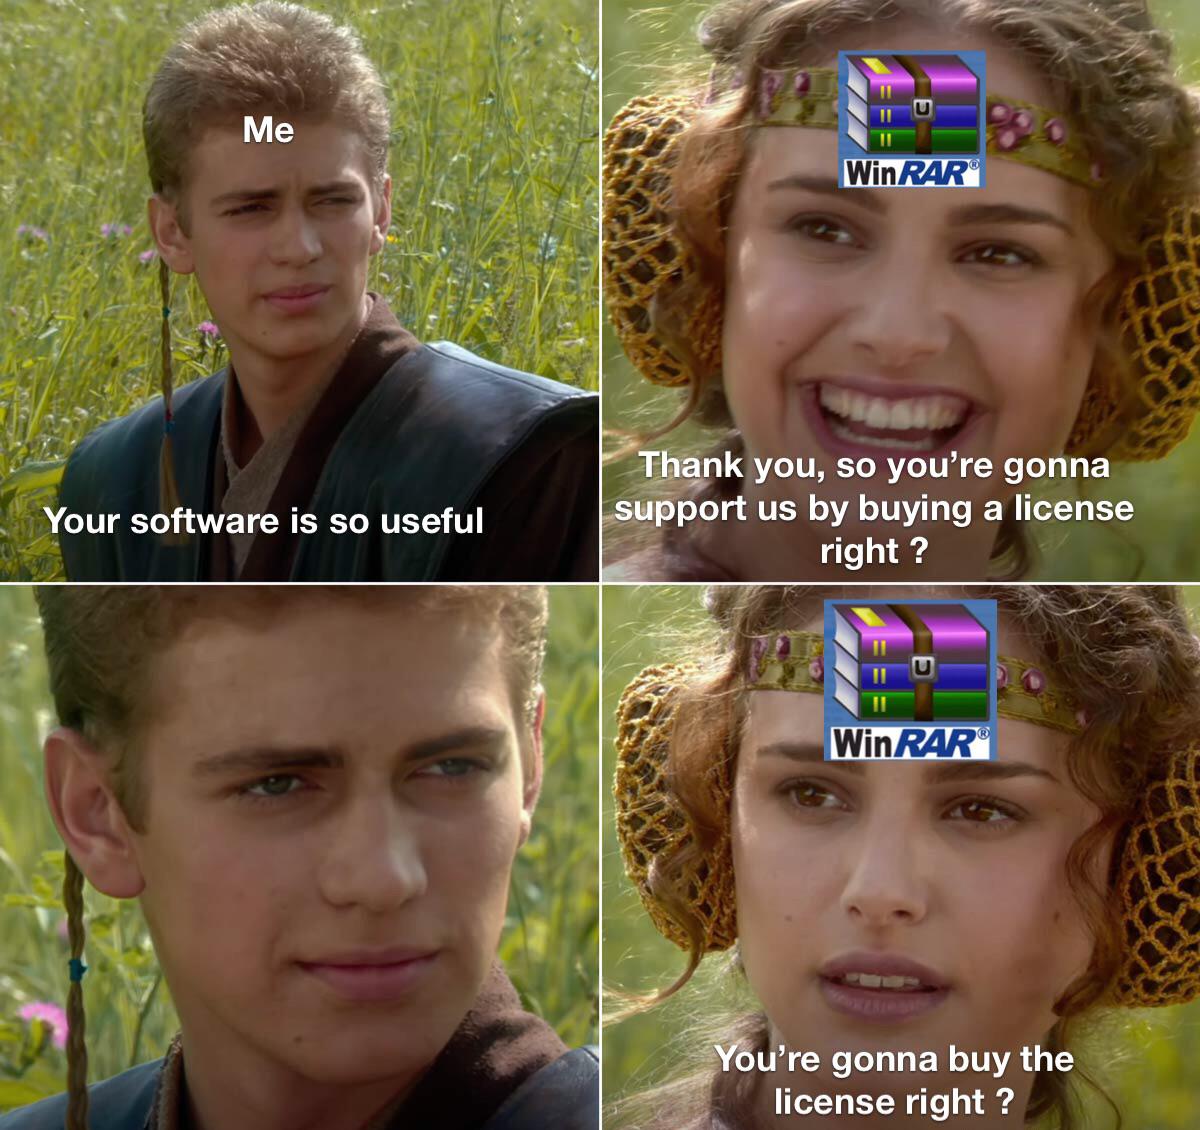 Me
Your software is so useful
WinRAR®
Thank you, so you’re gonna
support us by buying a license
right ?
WinRAR®
You’re gonna buy the
license right ?